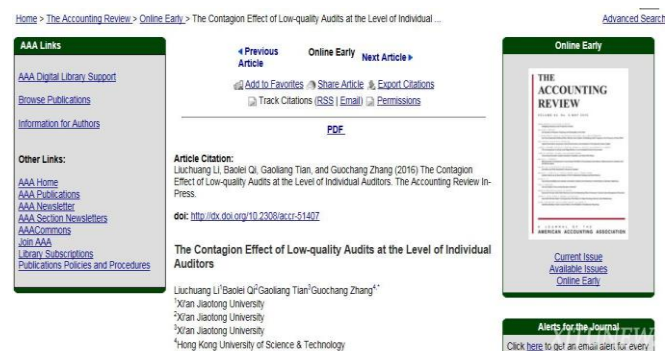 Home > The Accounting Review > Online Early > The Contagion Effect of Low-quality Audits at the Level of Individual ...
Advanced Search
AAA Links
AAA Digital Library Support
Browse Publications
Information for Authors
Other Links:
AAA Home
AAA Publications
AAA Newsletter
AAA Section Newsletters
AAACommons
Join AAA
Library Subscriptions
Publications Policies and Procedures
Previous Article
Online Early
Next Article
Add to Favorites Share Article Export Citations
Track Citations (RSS | Email) Permissions
PDF
Article Citation:
Liuchuang Li, Baolei Qi, Gaoliang Tian, and Guochang Zhang (2016) The Contagion
Effect of Low-quality Audits at the Level of Individual Auditors. The Accounting Review In-
Press.
doi: http://dx.doi.org/10.2308/accr-51407
The Contagion Effect of Low-quality Audits at the Level of Individual
Auditors
Liuchuang Li¹Baolei Qi²Gaoliang Tian³Guochang Zhang⁴,*
¹Xi'an Jiaotong University
²Xi'an Jiaotong University
³Xi'an Jiaotong University
⁴Hong Kong University of Science & Technology
Online Early
THE
ACCOUNTING
REVIEW
A JOURNAL OF THE
AMERICAN ACCOUNTING ASSOCIATION
Current Issue
Available Issues
Online Early
Alerts for the Journal
Click here to get an email alert for every